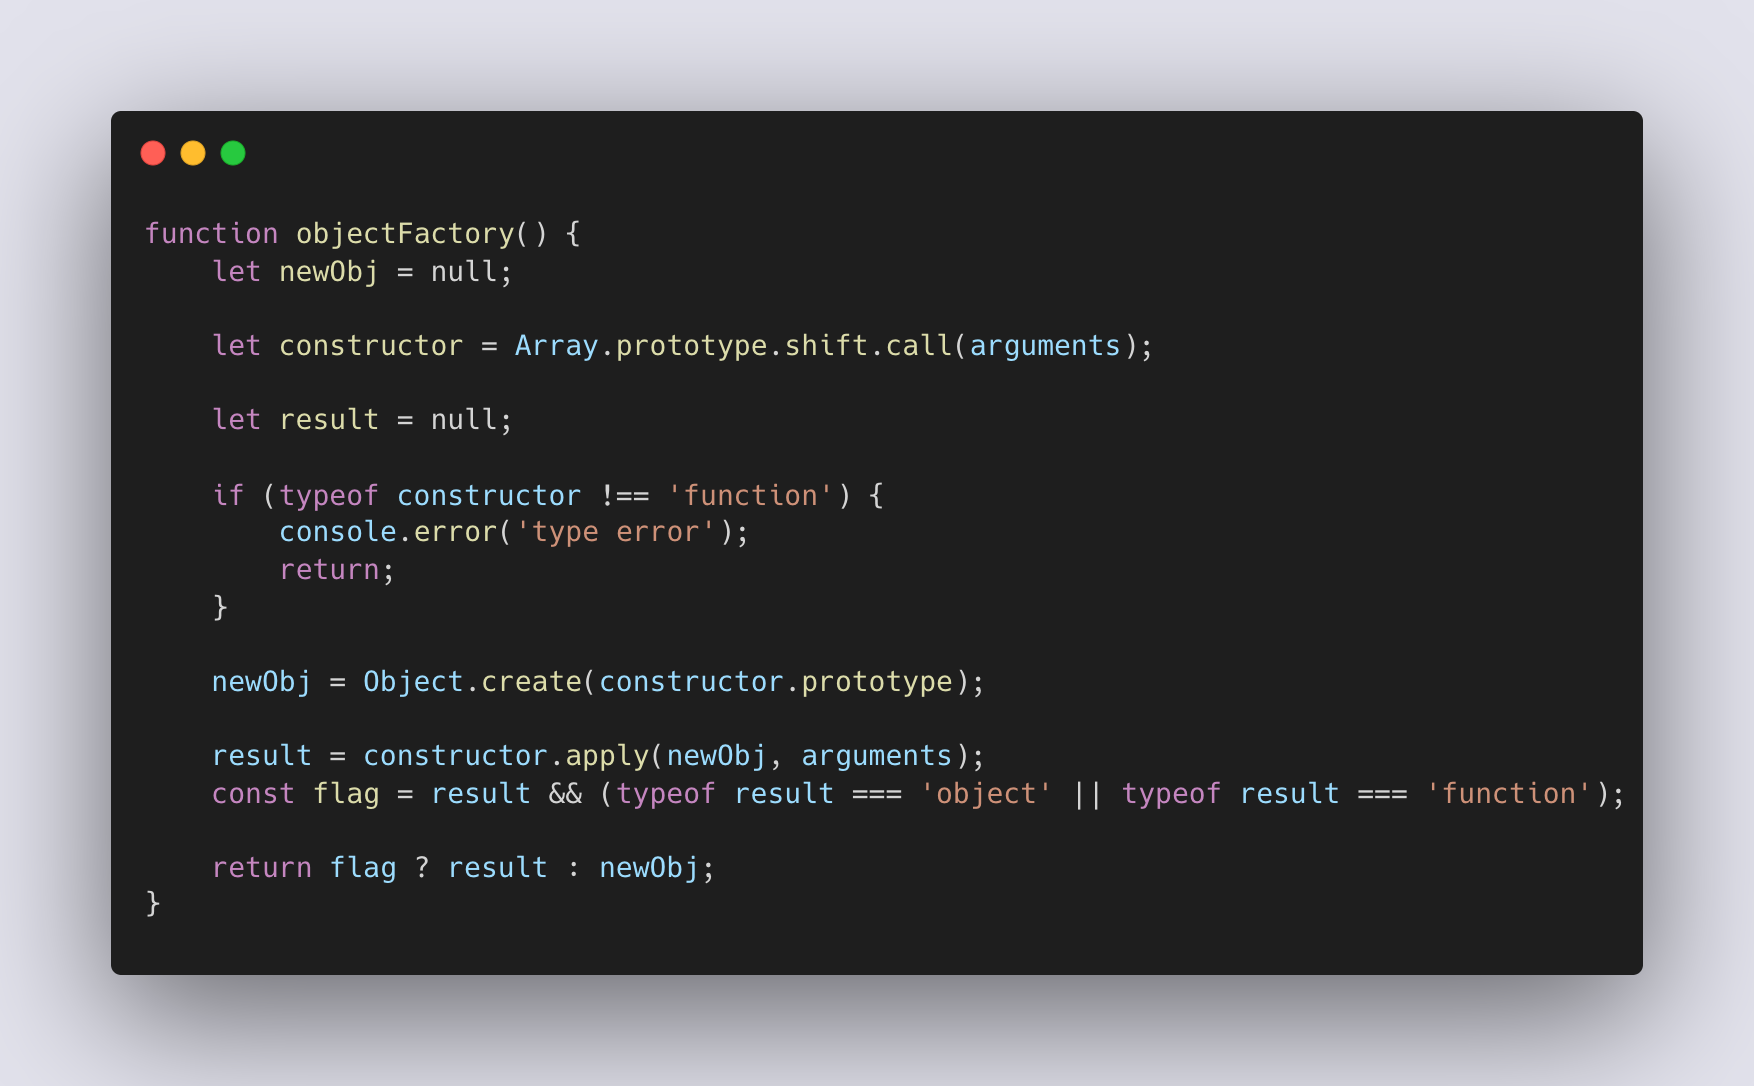 function objectFactory() {
    let newObj = null;

    let constructor = Array.prototype.shift.call(arguments);

    let result = null;

    if (typeof constructor !== 'function') {
        console.error('type error');
        return;
    }

    newObj = Object.create(constructor.prototype);

    result = constructor.apply(newObj, arguments);
    const flag = result && (typeof result === 'object' || typeof result === 'function');

    return flag ? result : newObj;
}